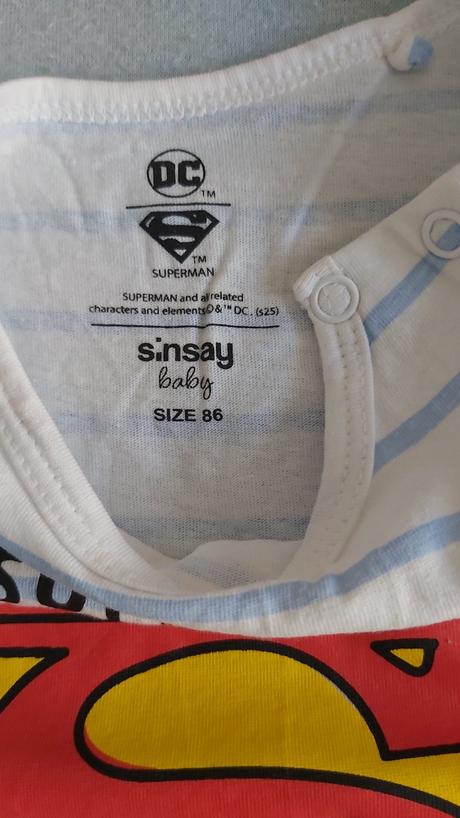 DC
TM
S
TM
SUPERMAN
SUPERMAN and all related
characters and elements © & ™ DC. (s25)
sinsay
baby
SIZE 86